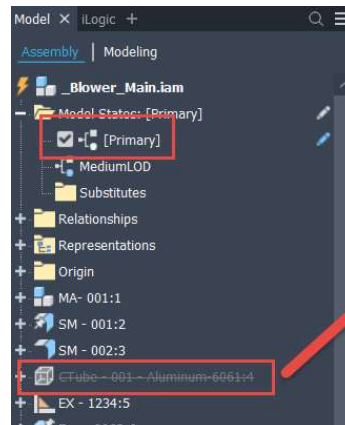 Model × iLogic +
Assembly | Modeling
_Blower_Main.iam
Model States: [Primary]
[Primary]
MediumLOD
Substitutes
Relationships
Representations
Origin
MA- 001:1
SM - 001:2
SM - 002:3
CTube - 001 - Aluminum-6061:4
EX - 1234:5